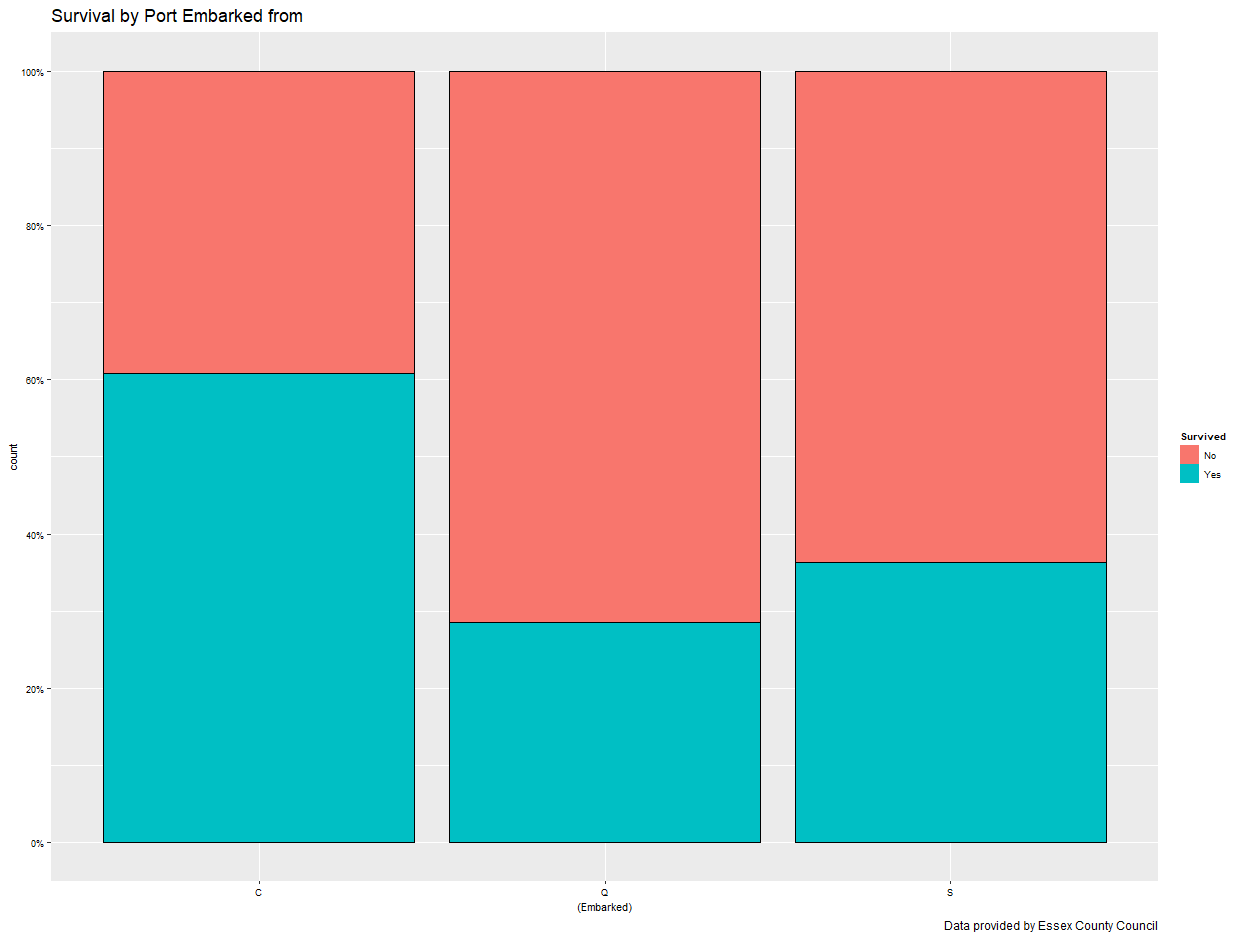 Survival by Port Embarked from
100%
80%
60%
40%
20%
0%
count
C
Q
S
(Embarked)
Survived
No
Yes
Data provided by Essex County Council